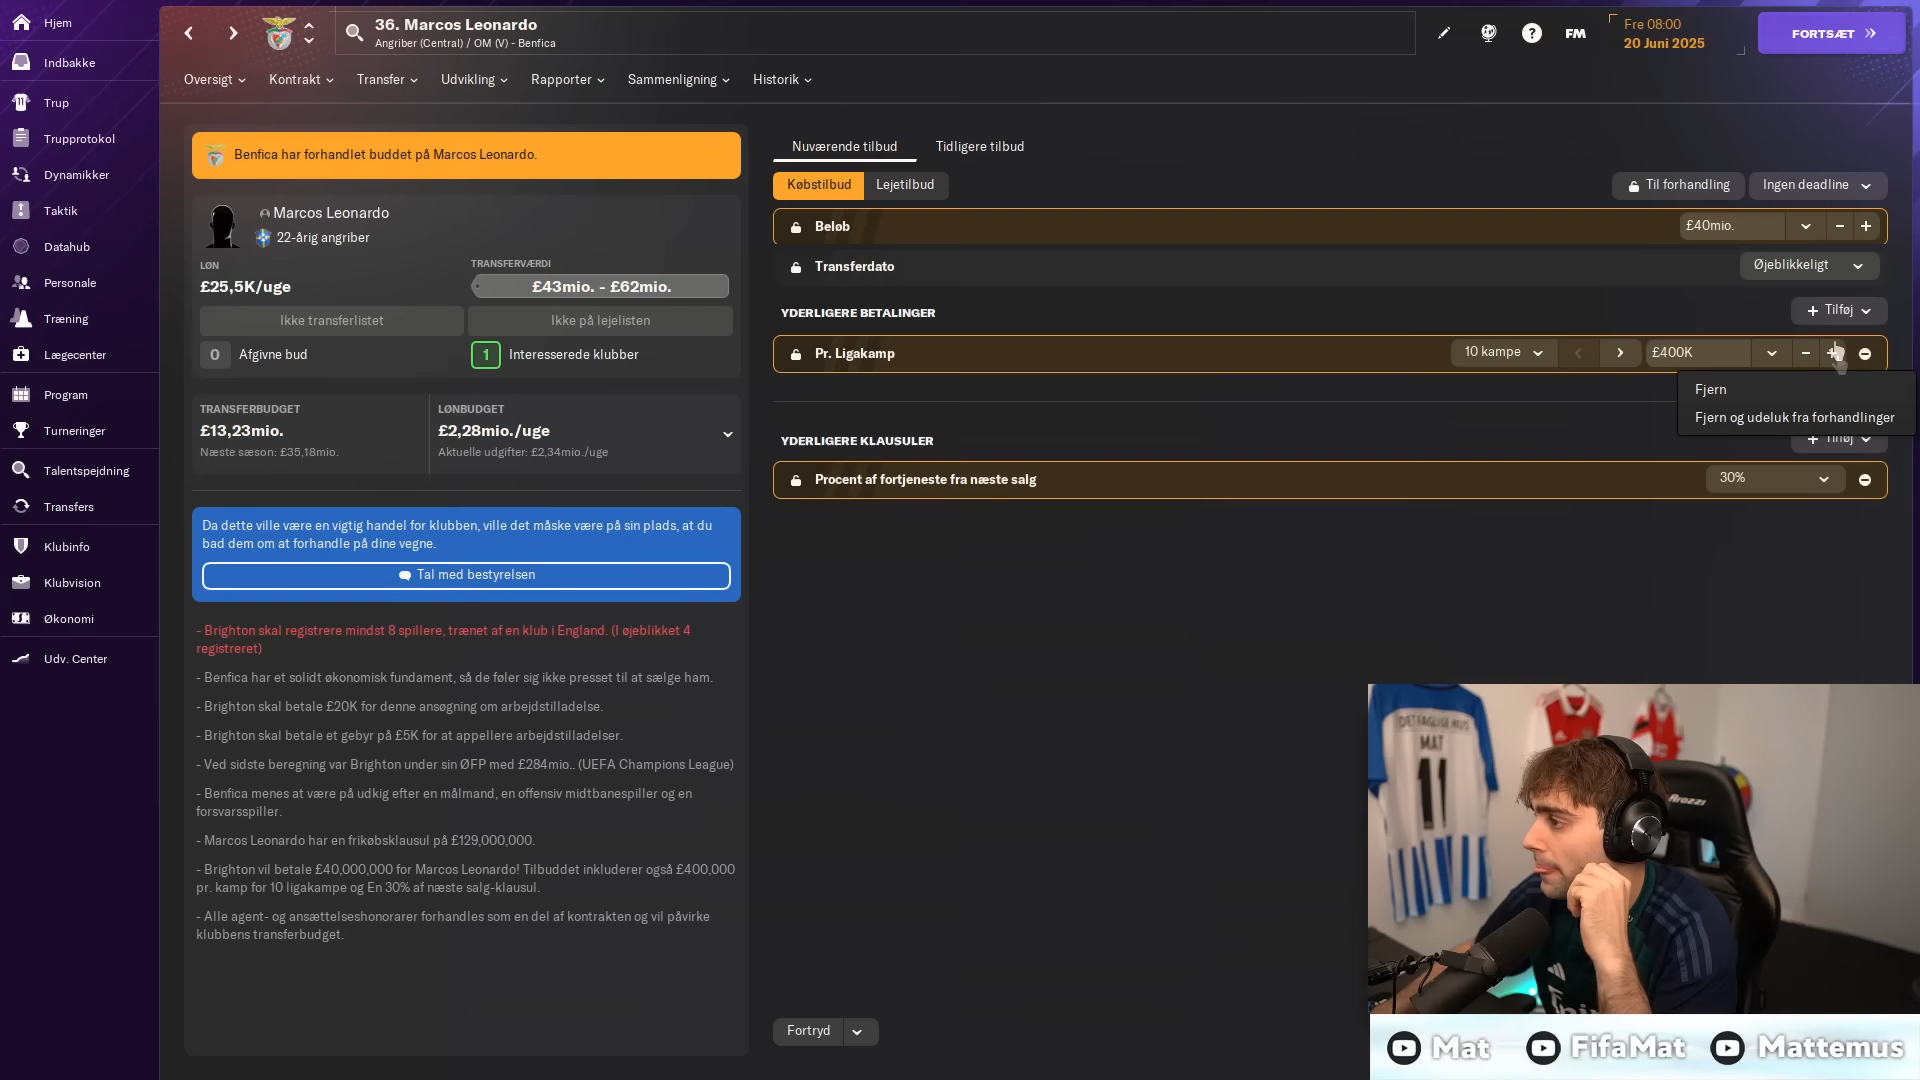 Hjem
Indbakke
Trup
Trupprotokol
Dynamikker
Taktik
Datahub
Personale
Træning
Lægecenter
Program
Turneringer
Talentspejdning
Transfers
Klubinfo
Klubvision
Økonomi
Udv. Center
36. Marcos Leonardo
Angriber (Central) / OM (V) - Benfica
FM
Fre 08:00
20 Juni 2025
FORTSÆT
Oversigt
Kontrakt
Transfer
Udvikling
Rapporter
Sammenligning
Historik
Benfica har forhandlet buddet på Marcos Leonardo.
Marcos Leonardo
22-årig angriber
LØN
£25,5K/uge
TRANSFERVÆRDI
£43mio. - £62mio.
Ikke transferlistet
Ikke på lejelisten
0 Afgivne bud
1 Interesserede klubber
TRANSFERBUDGET
£13,23mio.
Næste sæson: £35,18mio.
LØNBUDGET
£2,28mio./uge
Aktuelle udgifter: £2,34mio./uge
Da dette ville være en vigtig handel for klubben, ville det måske være på sin plads, at du
bad dem om at forhandle på dine vegne.
Tal med bestyrelsen
- Brighton skal registrere mindst 8 spillere, trænet af en klub i England. (I øjeblikket 4
registreret)
- Benfica har et solidt økonomisk fundament, så de føler sig ikke presset til at sælge ham.
- Brighton skal betale £20K for denne ansøgning om arbejdstilladelse.
- Brighton skal betale et gebyr på £5K for at appellere arbejdstilladelser.
- Ved sidste beregning var Brighton under sin ØFP med £284mio.. (UEFA Champions League)
- Benfica menes at være på udkig efter en målmand, en offensiv midtbanespiller og en
forsvarsspiller.
- Marcos Leonardo har en frikøbsklausul på £129,000,000.
- Brighton vil betale £40,000,000 for Marcos Leonardo! Tilbuddet inkluderer også £400,000
pr. kamp for 10 ligakampe og En 30% af næste salg-klausul.
- Alle agent- og ansættelseshonorarer forhandles som en del af kontrakten og vil påvirke
klubbens transferbudget.
Nuværende tilbud
Tidligere tilbud
Købstilbud
Lejetilbud
Til forhandling
Ingen deadline
Beløb
£40mio.
Transferdato
Øjeblikkeligt
YDERLIGERE BETALINGER
Tilføj
Pr. Ligakamp
10 kampe
£400K
Fjern
Fjern og udeluk fra forhandlinger
YDERLIGERE KLAUSULER
Tilføj
Procent af fortjeneste fra næste salg
30%
Fortryd
DET FAGLIGE HUS
MAT
11
Arozzi
Mat
FifaMat
Mattemus